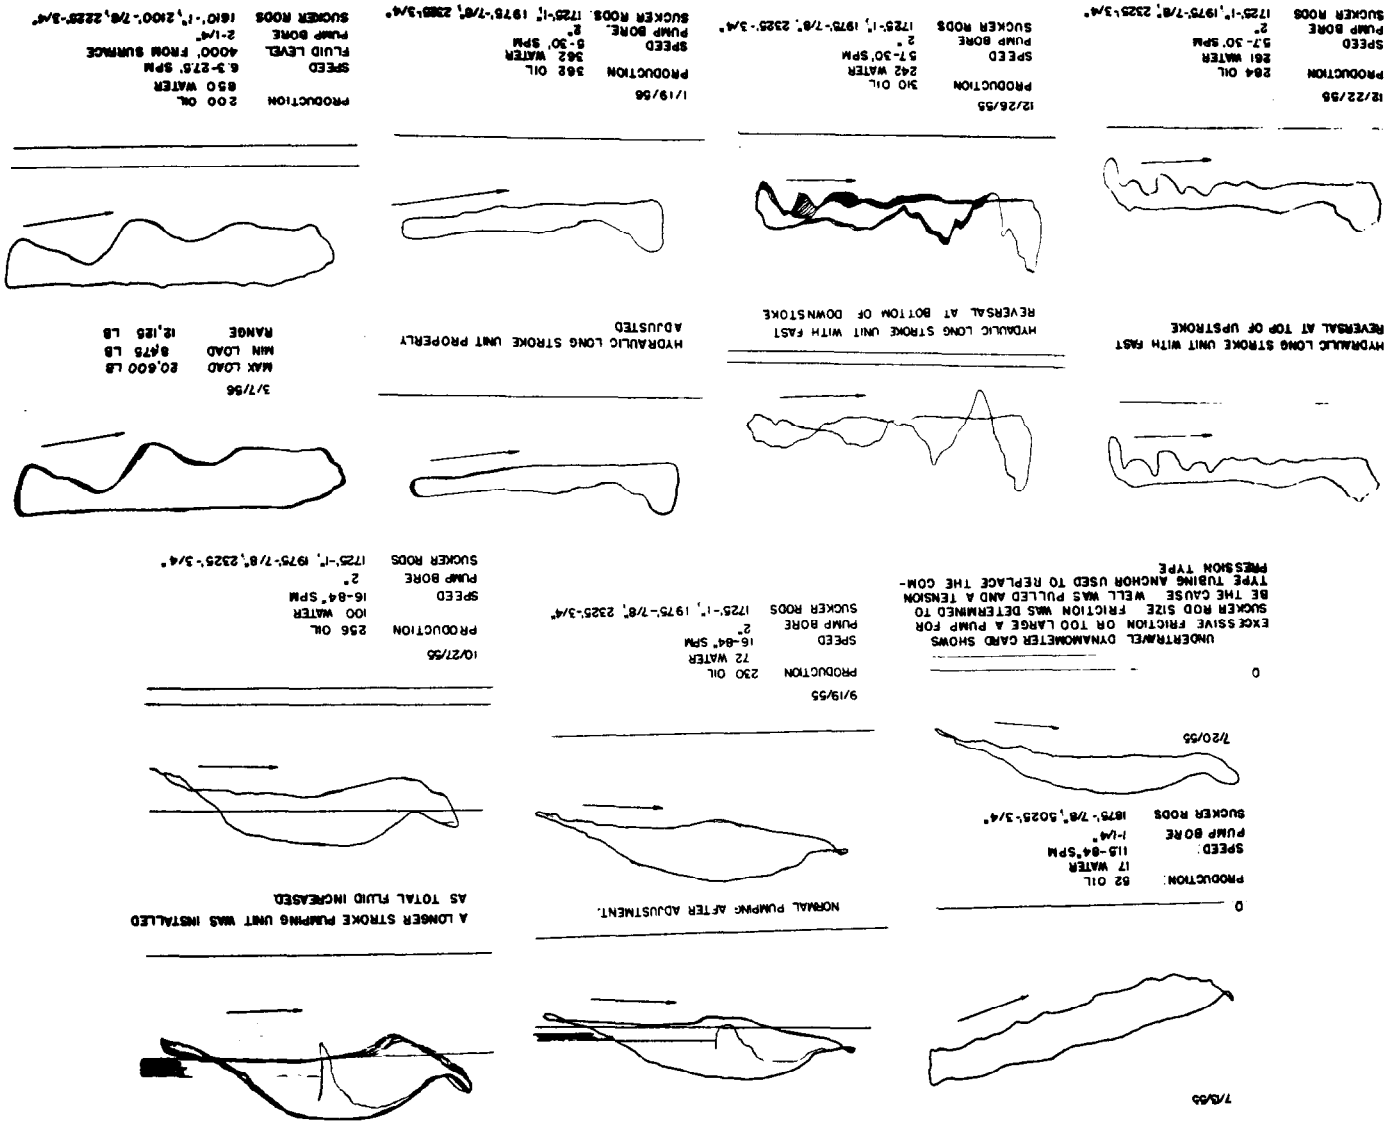 7/15/55
0
PRODUCTION: 52 OIL
17 WATER
SPEED: 11.5-84" SPM
PUMP BORE 1-1/4"
SUCKER RODS 1875'-7/8", 5025'-3/4"
7/20/55
0
UNDERTRAVEL DYNAMOMETER CARD SHOWS
EXCESSIVE FRICTION OR TOO LARGE A PUMP FOR
SUCKER ROD SIZE FRICTION WAS DETERMINED TO
BE THE CAUSE WELL WAS PULLED AND A TENSION
TYPE TUBING ANCHOR USED TO REPLACE THE COM-
PRESSION TYPE
NORMAL PUMPING AFTER ADJUSTMENT.
9/19/55
PRODUCTION 230 OIL
72 WATER
SPEED 16-84" SPM
PUMP BORE 2"
SUCKER RODS 1725'-1", 1975'-7/8", 2325'-3/4"
A LONGER STROKE PUMPING UNIT WAS INSTALLED
AS TOTAL FLUID INCREASED
10/27/55
PRODUCTION 256 OIL
100 WATER
SPEED 16-84" SPM
PUMP BORE 2"
SUCKER RODS 1725'-1", 1975'-7/8", 2325'-3/4"
HYDRAULIC LONG STROKE UNIT WITH FAST
REVERSAL AT TOP OF UPSTROKE
12/22/55
PRODUCTION 284 OIL
261 WATER
SPEED 5.7-30' SPM
PUMP BORE 2"
SUCKER RODS 1725'-1", 1975'-7/8", 2325'-3/4"
HYDAULIC LONG STROKE UNIT WITH FAST
REVERSAL AT BOTTOM OF DOWNSTOKE
12/26/55
PRODUCTION 310 OIL
242 WATER
SPEED 5.7-30' SPM
PUMP BORE 2"
SUCKER RODS 1725'-1", 1975'-7/8", 2325'-3/4"
HYDRAULIC LONG STROKE UNIT PROPERLY
ADJUSTED
1/19/56
PRODUCTION 362 OIL
362 WATER
SPEED 5-30' SPM
PUMP BORE 2"
SUCKER RODS. 1725'-1", 1975'-7/8", 2325'-3/4"
3/7/56
MAX LOAD 20,600 LB
MIN LOAD 8,475 LB
RANGE 12,125 LB
PRODUCTION 200 OIL
850 WATER
SPEED 6.3-27.5' SPM
FLUID LEVEL 4000' FROM SURFACE
PUMP BORE 2-1/4"
SUCKER RODS 1610'-1", 2100'-7/8", 2225'-3/4"